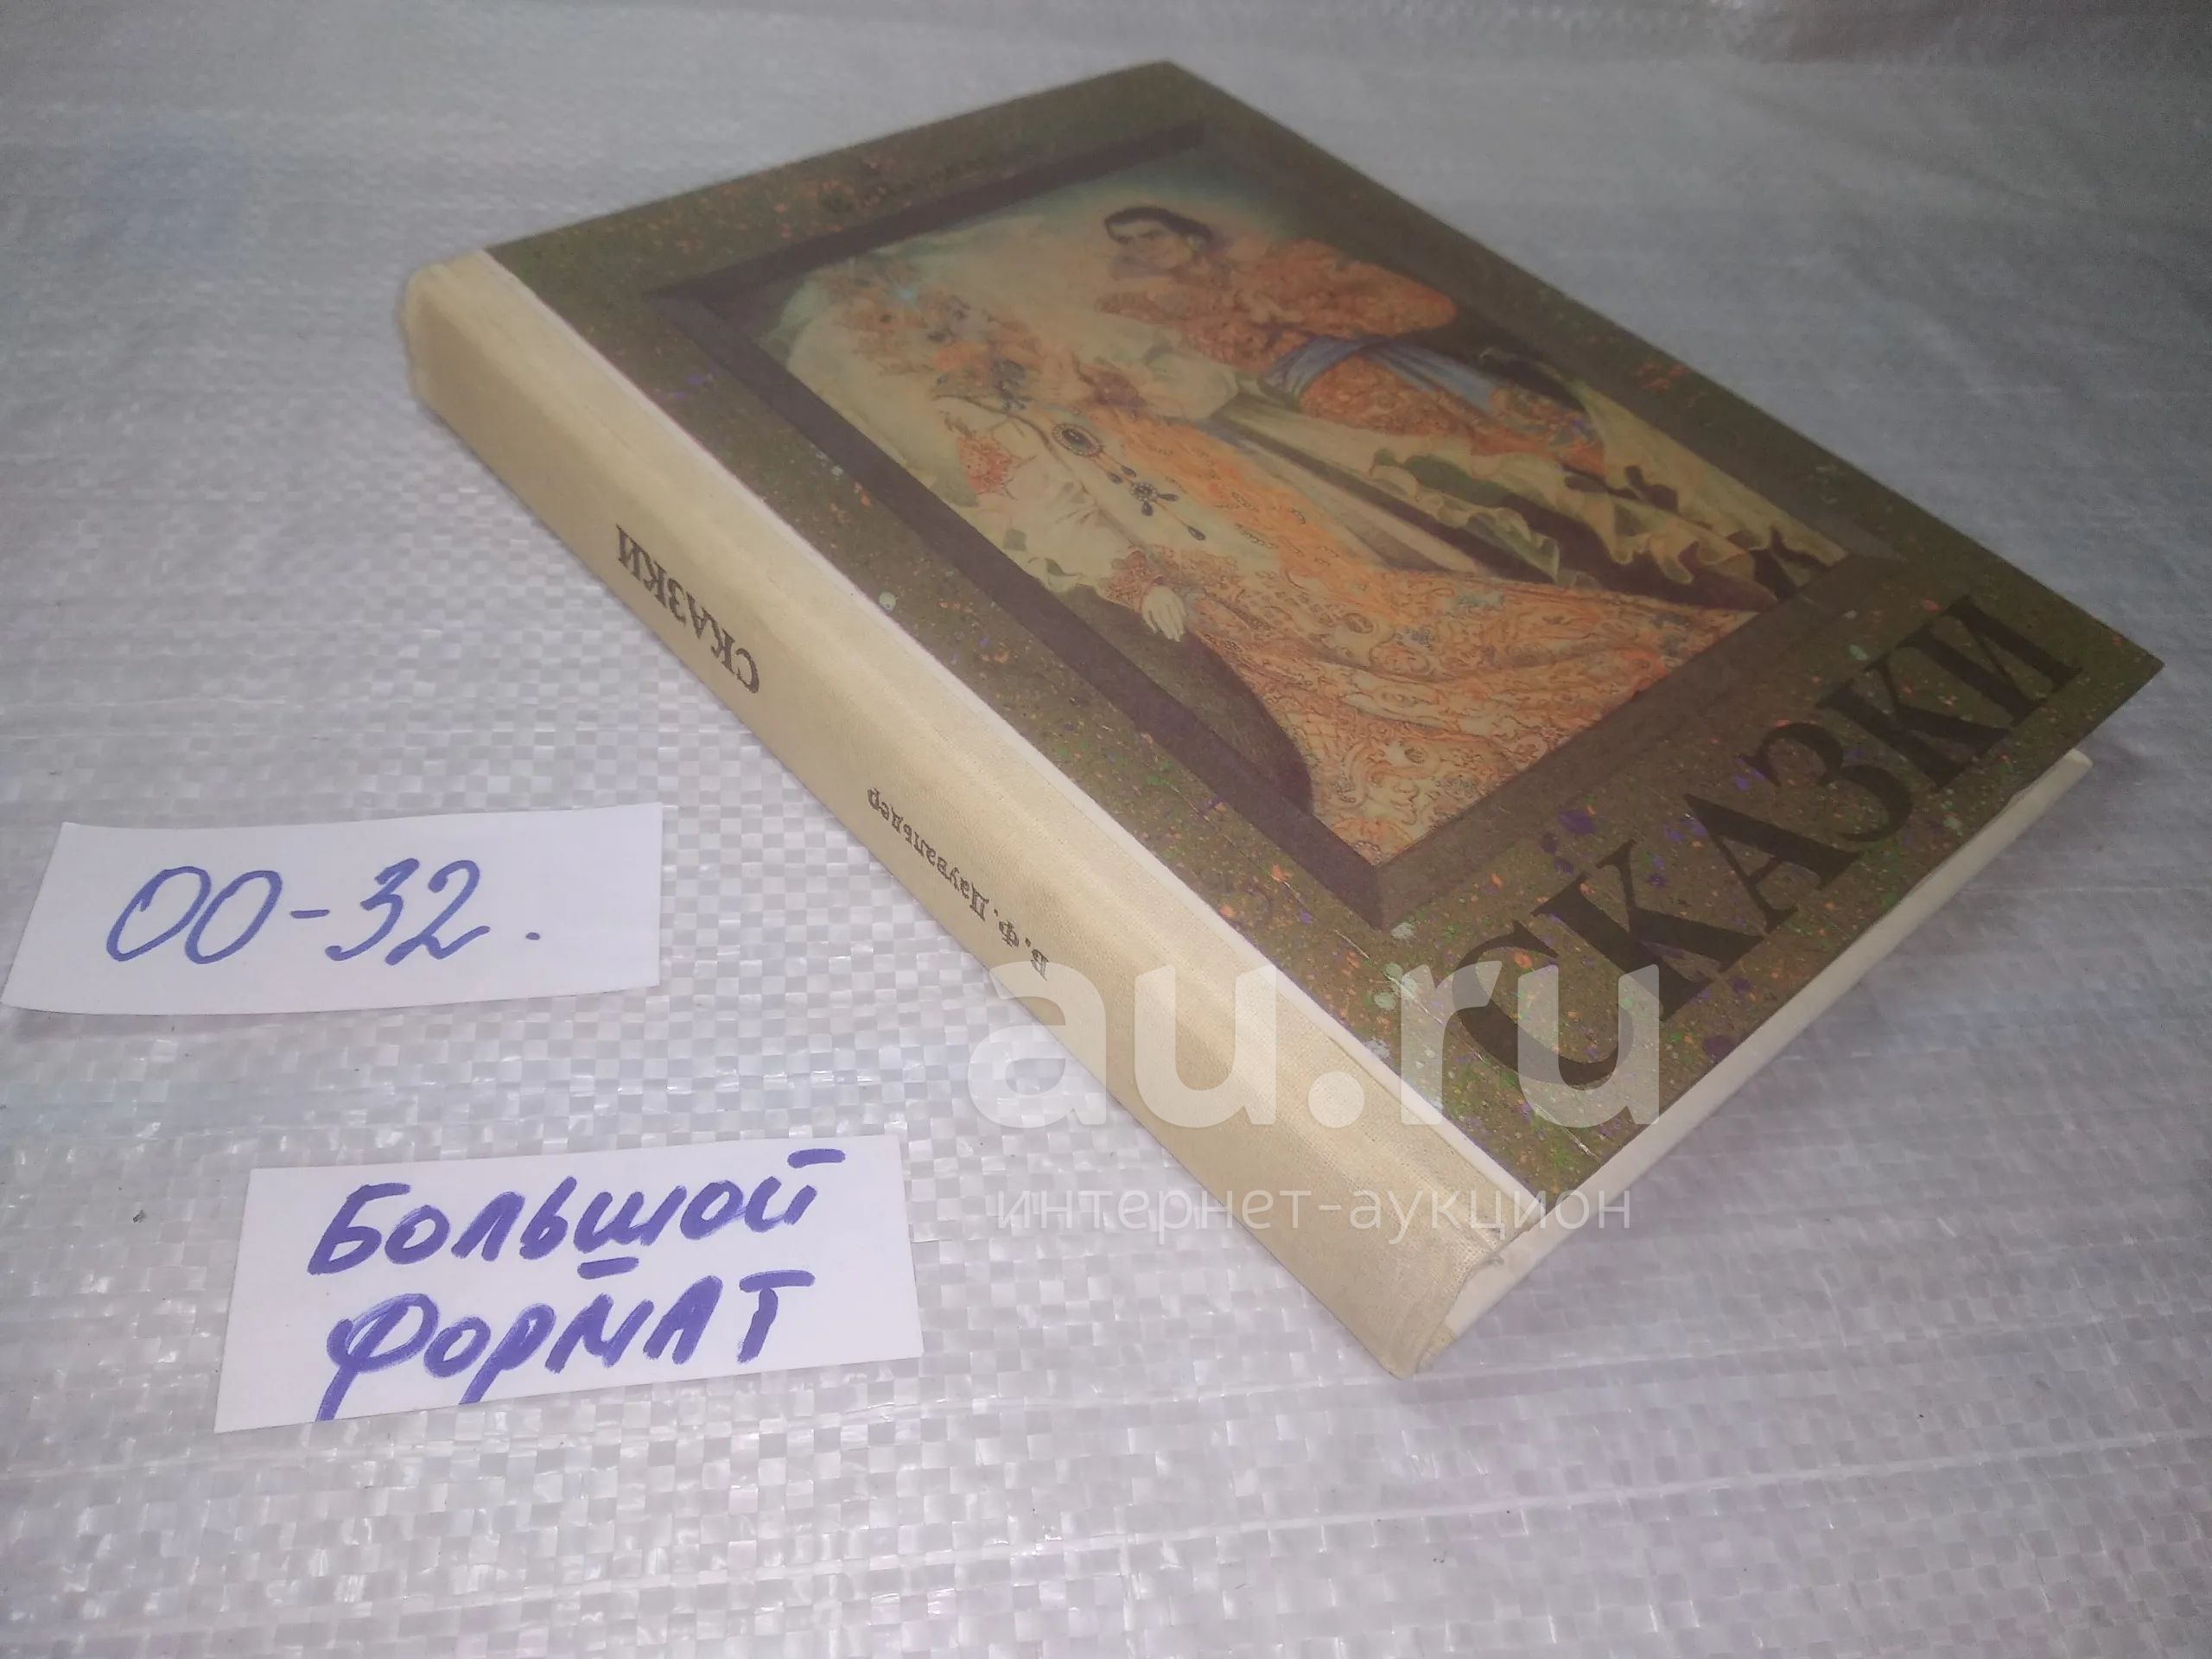 СКАЗКИ
В. Ф. Даувальдер
СКАЗКИ
00-32.
БОЛЬШОЙ
ФОРМАТ
au.ru
интернет-аукцион